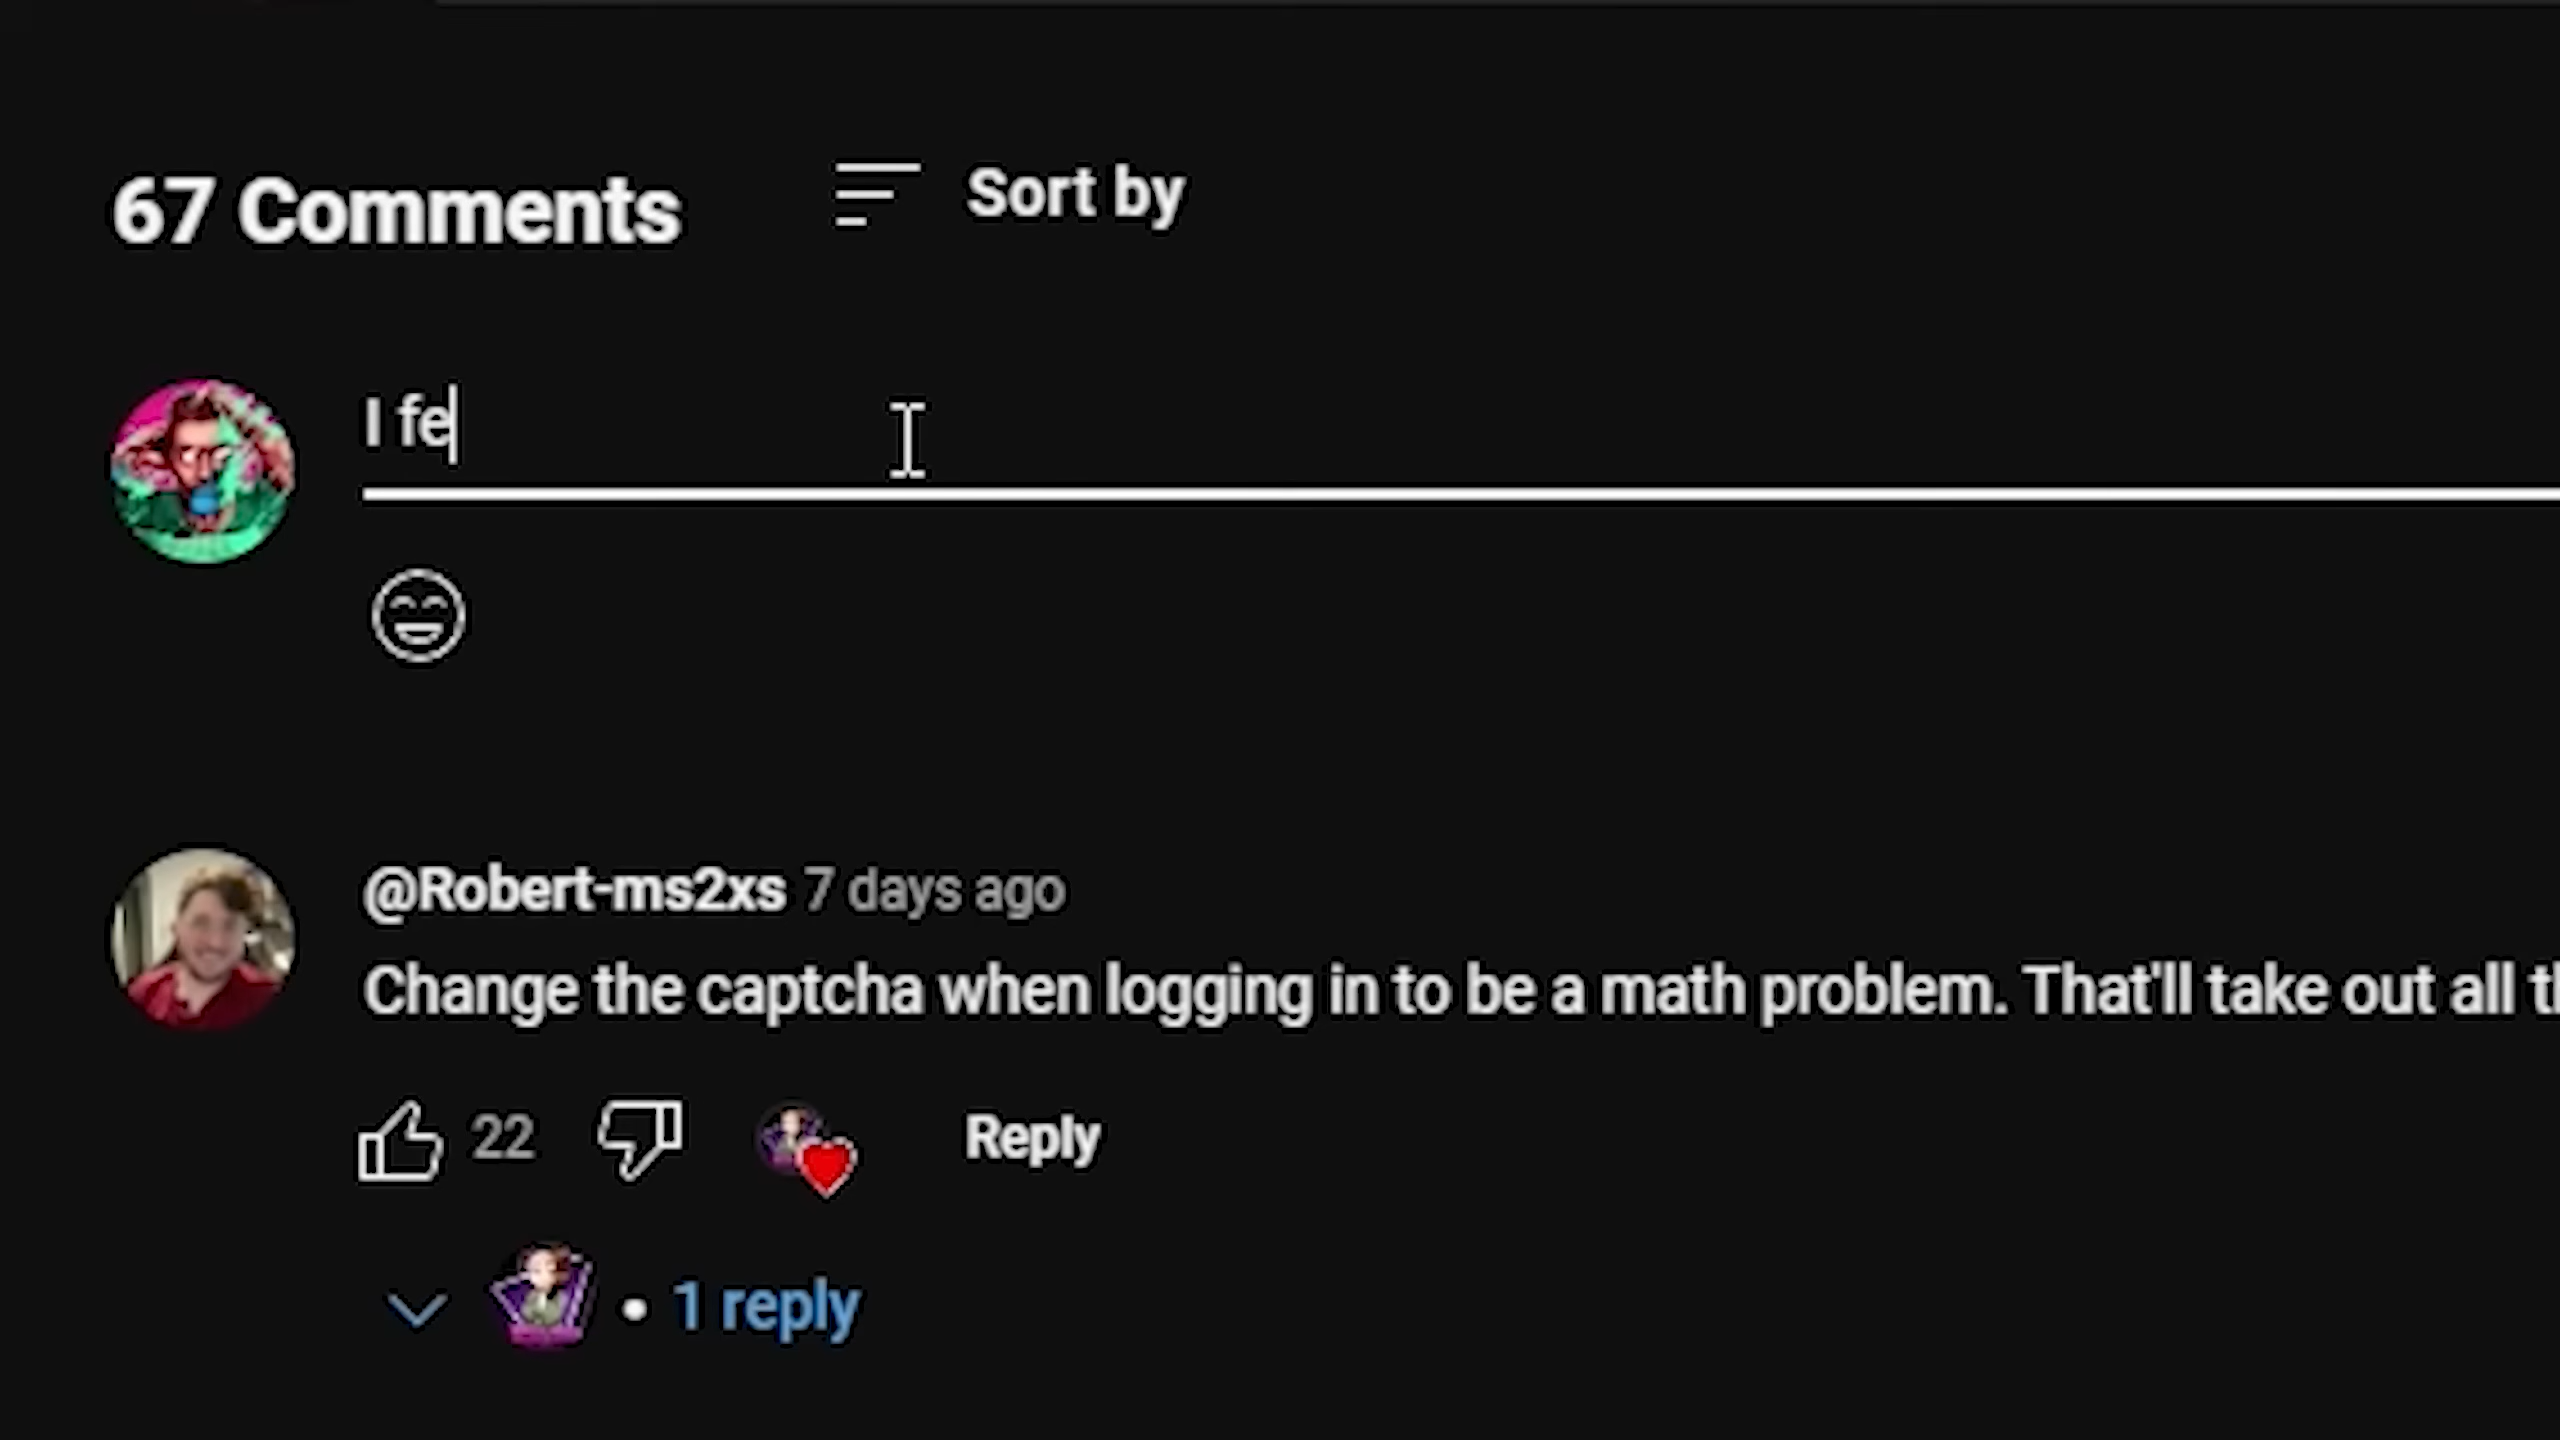 67 Comments
Sort by
I fe
@Robert-ms2xs 7 days ago
Change the captcha when logging in to be a math problem. That'll take out all
22
Reply
1 reply